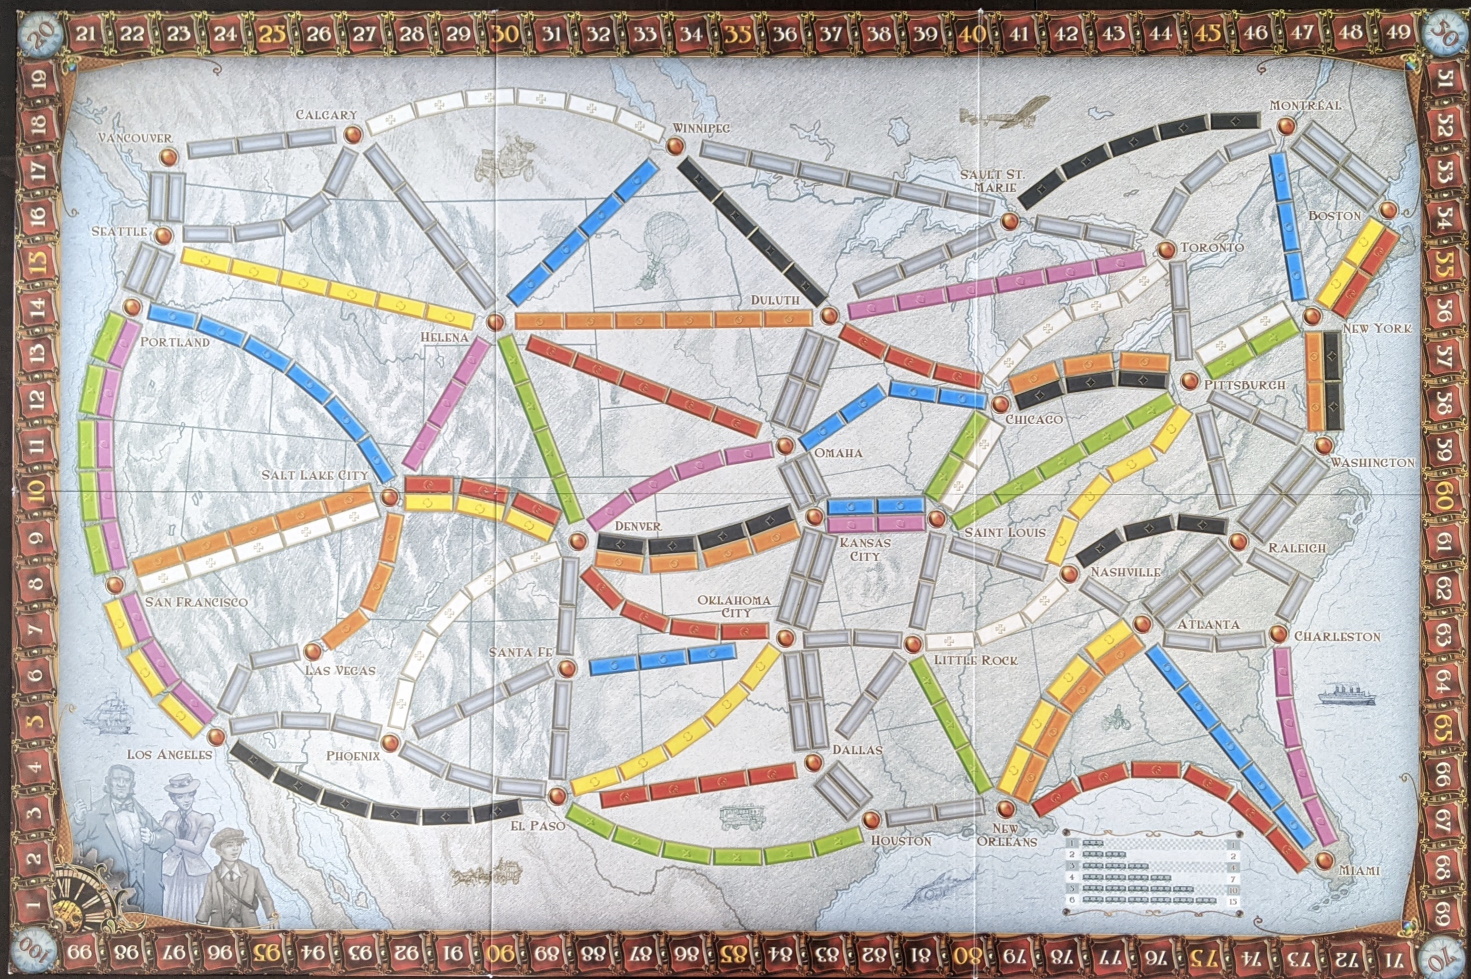 20 21 22 23 24 25 26 27 28 29 30 31 32 33 34 35 36 37 38 39 40 41 42 43 44 45 46 47 48 49 50
19
18
17
16
15
14
13
12
11
10
9
8
7
6
5
4
3
2
1
51
52
53
54
55
56
57
58
59
60
61
62
63
64
65
66
67
68
69
VANCOUVER
CALGARY
WINNIPEG
MONTRÉAL
SAULT ST.
MARIE
SEATTLE
BOSTON
TORONTO
DULUTH
PORTLAND
HELENA
NEW YORK
PITTSBURGH
CHICAGO
OMAHA
WASHINGTON
SALT LAKE CITY
DENVER
KANSAS
CITY
SAINT LOUIS
RALEIGH
NASHVILLE
SAN FRANCISCO
OKLAHOMA
CITY
ATLANTA
CHARLESTON
SANTA FE
LITTLE ROCK
LAS VEGAS
LOS ANGELES
PHOENIX
DALLAS
EL PASO
HOUSTON
NEW
ORLÉANS
MIAMI
1 1
2 2
3 4
4 7
5 10
6 15
100 99 98 97 96 95 94 93 92 91 90 89 88 87 86 85 84 83 82 81 80 79 78 77 76 75 74 73 72 71 70